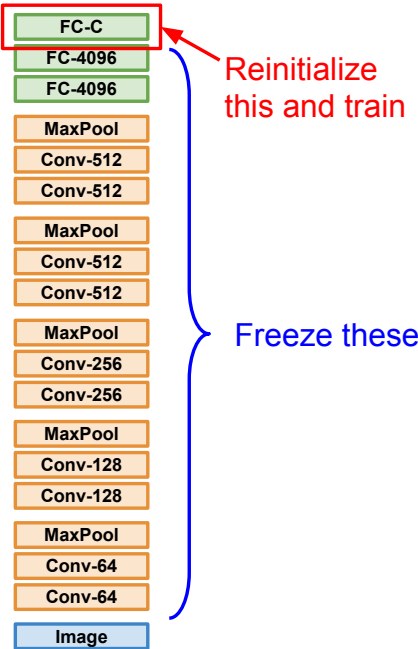 FC-C
FC-4096
FC-4096
Reinitialize
this and train
MaxPool
Conv-512
Conv-512
MaxPool
Conv-512
Conv-512
MaxPool
Conv-256
Conv-256
Freeze these
MaxPool
Conv-128
Conv-128
MaxPool
Conv-64
Conv-64
Image